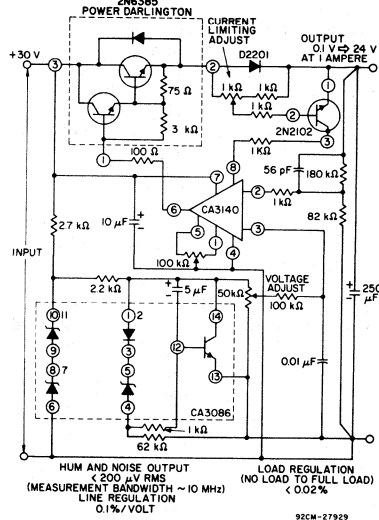 2N6385
POWER DARLINGTON
CURRENT
LIMITING
ADJUST
OUTPUT
0.1 V ⇨ 24 V
AT 1 AMPERE
+30 V
3
2
D2201
1 kΩ
1 kΩ
1 kΩ
1
2
2N2102
3
75 Ω
3 kΩ
1
100 Ω
1 KΩ
8
56 pF
180 kΩ
7
6
CA3140
2
1 kΩ
3
5
1
4
82 kΩ
2.7 kΩ
10 μF
+
-
INPUT
100 kΩ
2.2 kΩ
5 μF
+
-
50kΩ
VOLTAGE
ADJUST
100 kΩ
+
-
250
μF
10 11
1 2
14
9
3
12
8 7
5
13
0.01 μF
6
4
CA3086
1 kΩ
62 kΩ
HUM AND NOISE OUTPUT
< 200 μV RMS
(MEASUREMENT BANDWIDTH ~ 10 MHz)
LINE REGULATION
0.1%/VOLT
LOAD REGULATION
(NO LOAD TO FULL LOAD)
< 0.02%
92CM-27929